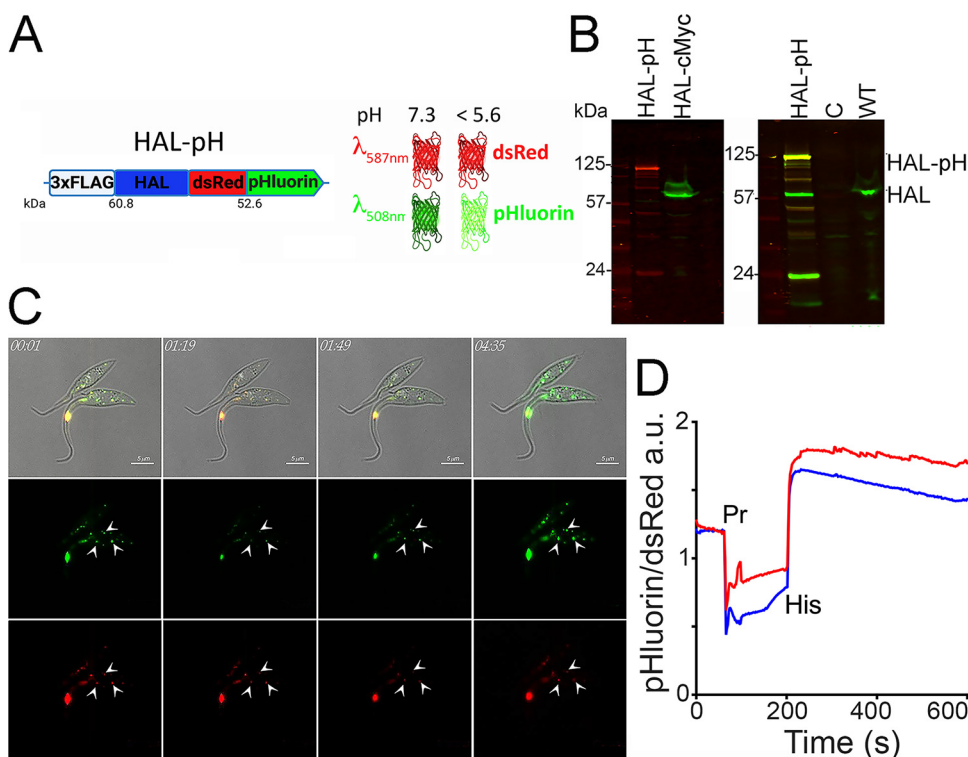 A
HAL-pH
3xFLAG HAL dsRed pHluorin
kDa 60.8 52.6
pH 7.3 < 5.6
λ587nm dsRed
λ508nm pHluorin
B
HAL-pH HAL-cMyc
kDa
125
57
24
HAL-pH C WT
125 HAL-pH
57 HAL
24
C
00:01 01:19 01:49 04:35
5 µm 5 µm 5 µm 5 µm
D
pHluorin/dsRed a.u.
2
1
0
Pr
His
0 200 400 600
Time (s)